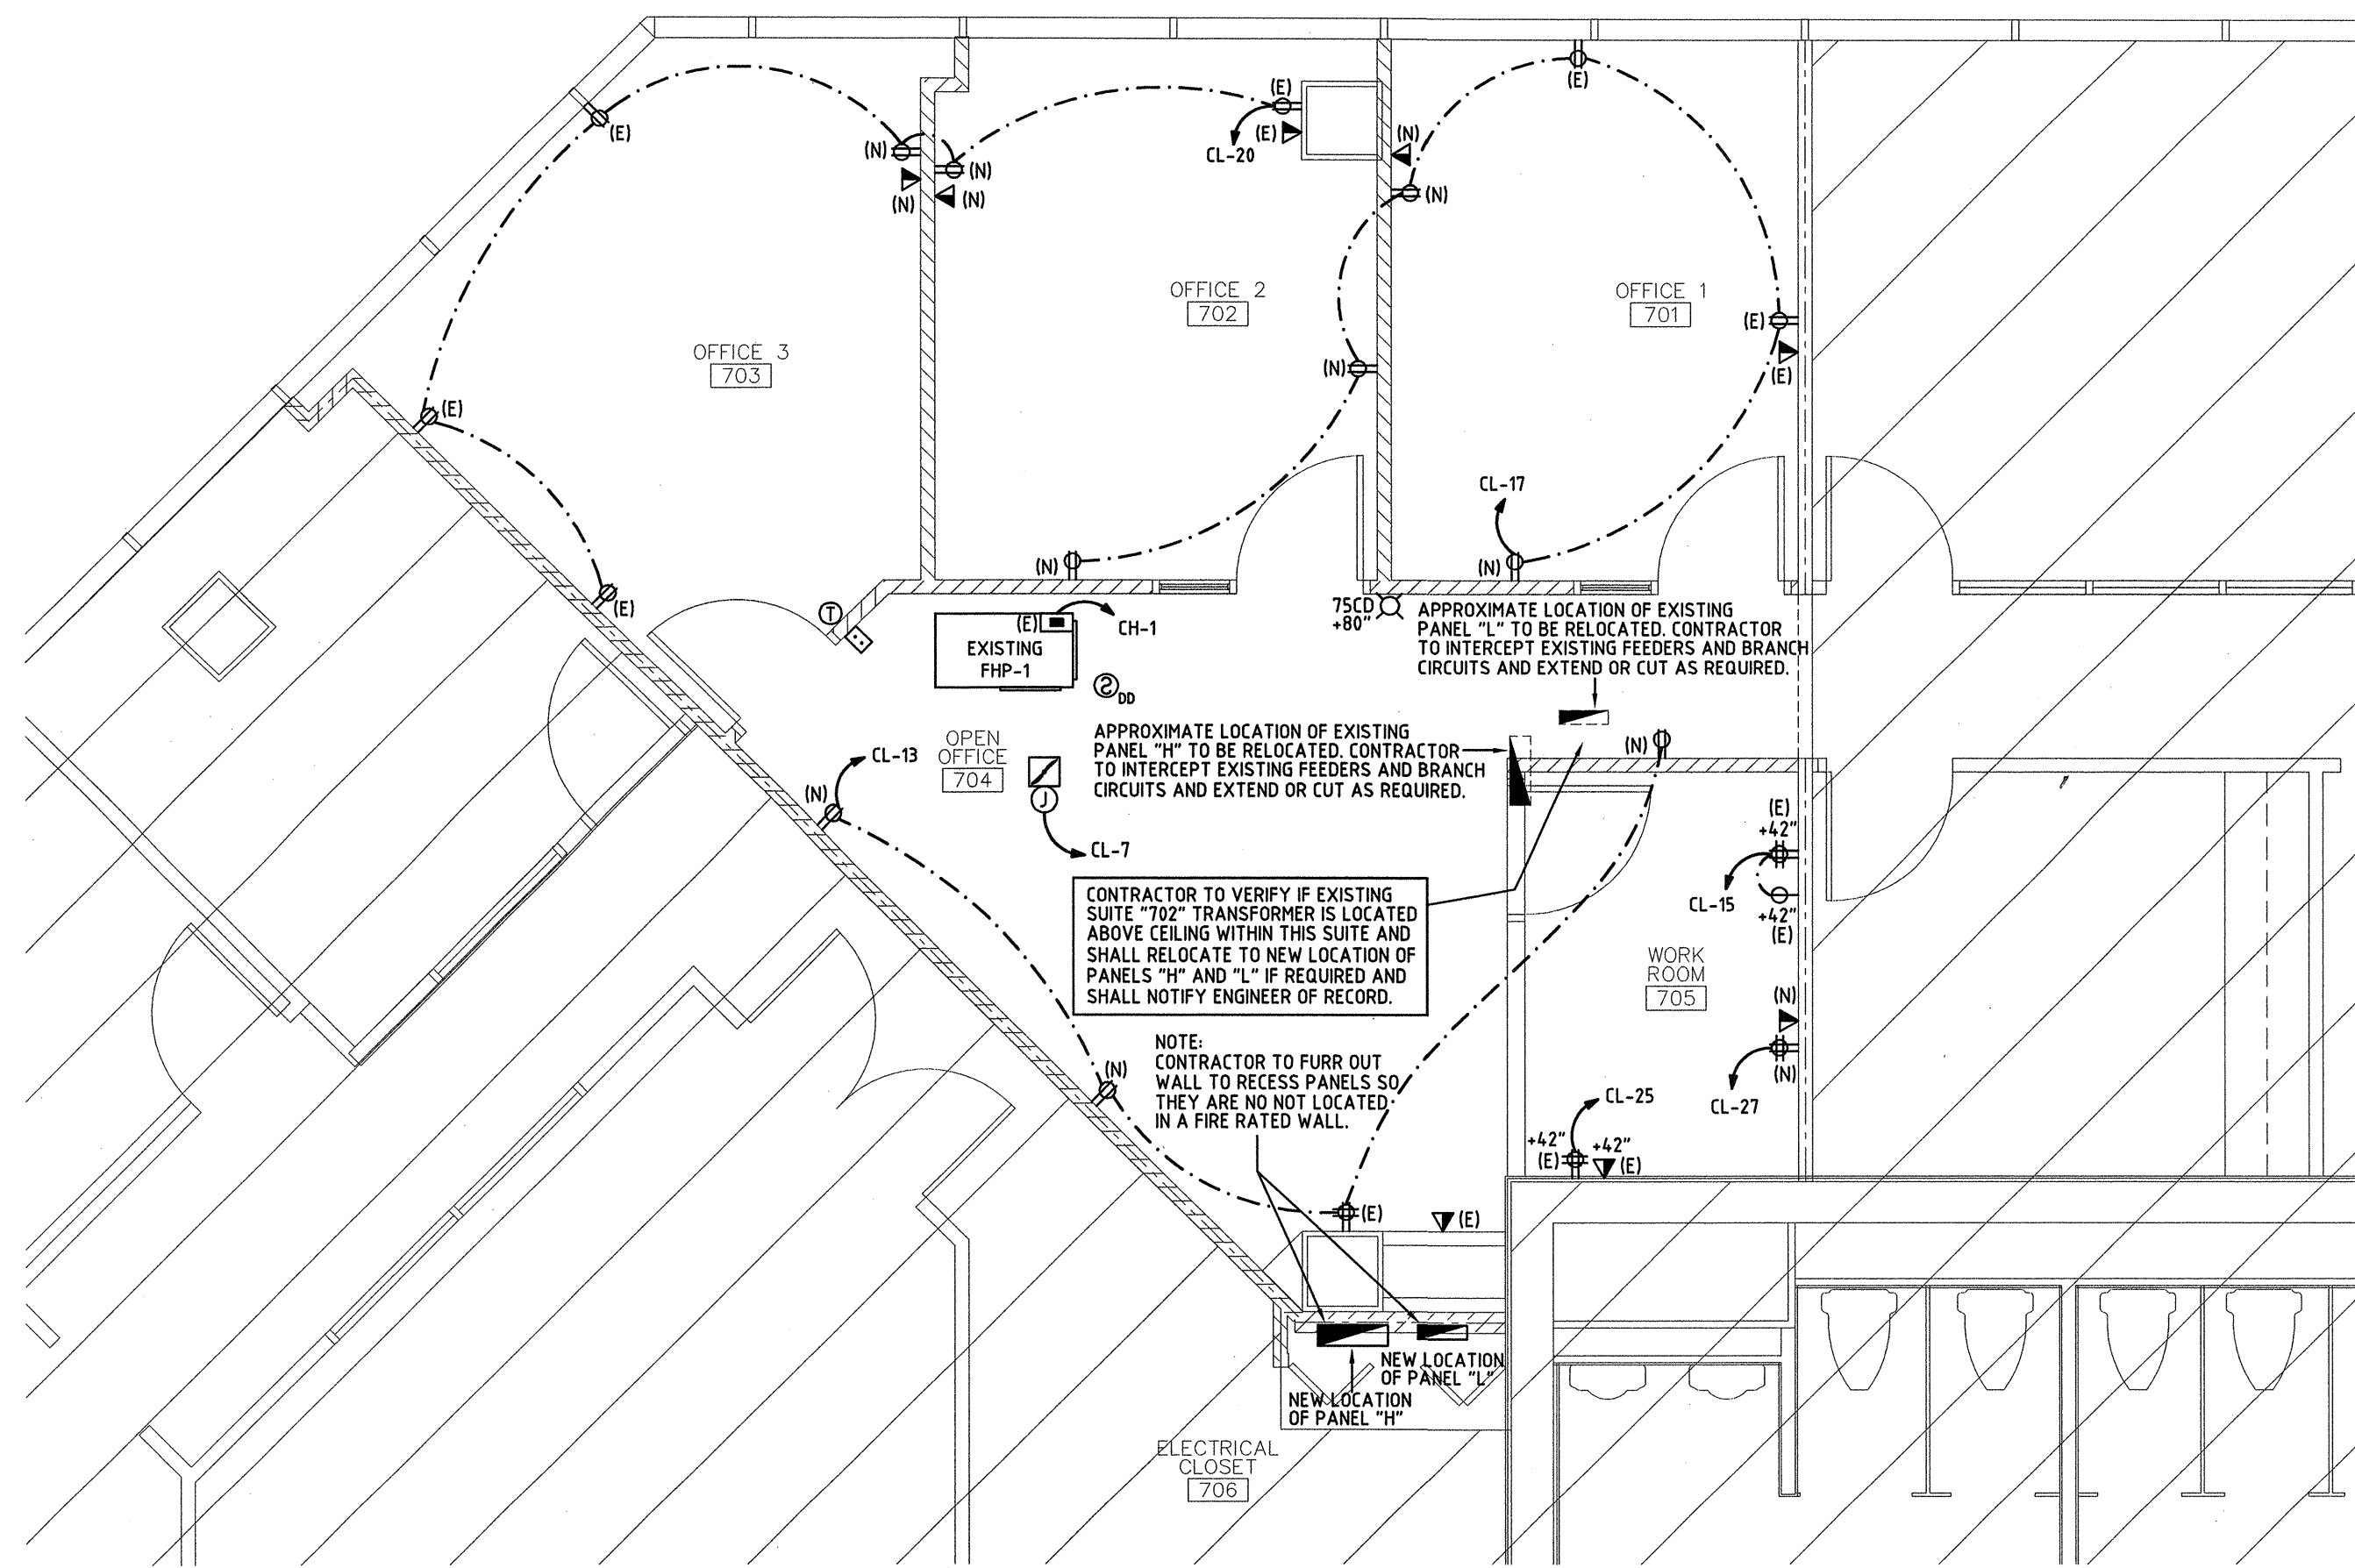 (E)
(E)
(E)
(N)
(N)
(N)
(N)
CL-20
(E)
(N)
(E)
(N)
OFFICE 2
702
OFFICE 1
701
(E)
(E)
OFFICE 3
703
(N)
(E)
(E)
CL-17
(N)
(N)
T
(E)
CH-1
EXISTING
FHP-1
75CD
+80"
APPROXIMATE LOCATION OF EXISTING
PANEL "L" TO BE RELOCATED. CONTRACTOR
TO INTERCEPT EXISTING FEEDERS AND BRANCH
CIRCUITS AND EXTEND OR CUT AS REQUIRED.
DD
OPEN
OFFICE
704
CL-13
(N)
J
CL-7
APPROXIMATE LOCATION OF EXISTING
PANEL "H" TO BE RELOCATED. CONTRACTOR
TO INTERCEPT EXISTING FEEDERS AND BRANCH
CIRCUITS AND EXTEND OR CUT AS REQUIRED.
(N)
(E)
+42"
CL-15
+42"
(E)
CONTRACTOR TO VERIFY IF EXISTING
SUITE "702" TRANSFORMER IS LOCATED
ABOVE CEILING WITHIN THIS SUITE AND
SHALL RELOCATE TO NEW LOCATION OF
PANELS "H" AND "L" IF REQUIRED AND
SHALL NOTIFY ENGINEER OF RECORD.
WORK
ROOM
705
(N)
(N)
CL-27
NOTE:
CONTRACTOR TO FURR OUT
WALL TO RECESS PANELS SO
THEY ARE NO NOT LOCATED
IN A FIRE RATED WALL.
(N)
CL-25
+42"
(E)
+42"
(E)
(E)
(E)
NEW LOCATION
OF PANEL "L"
NEW LOCATION
OF PANEL "H"
ELECTRICAL
CLOSET
706